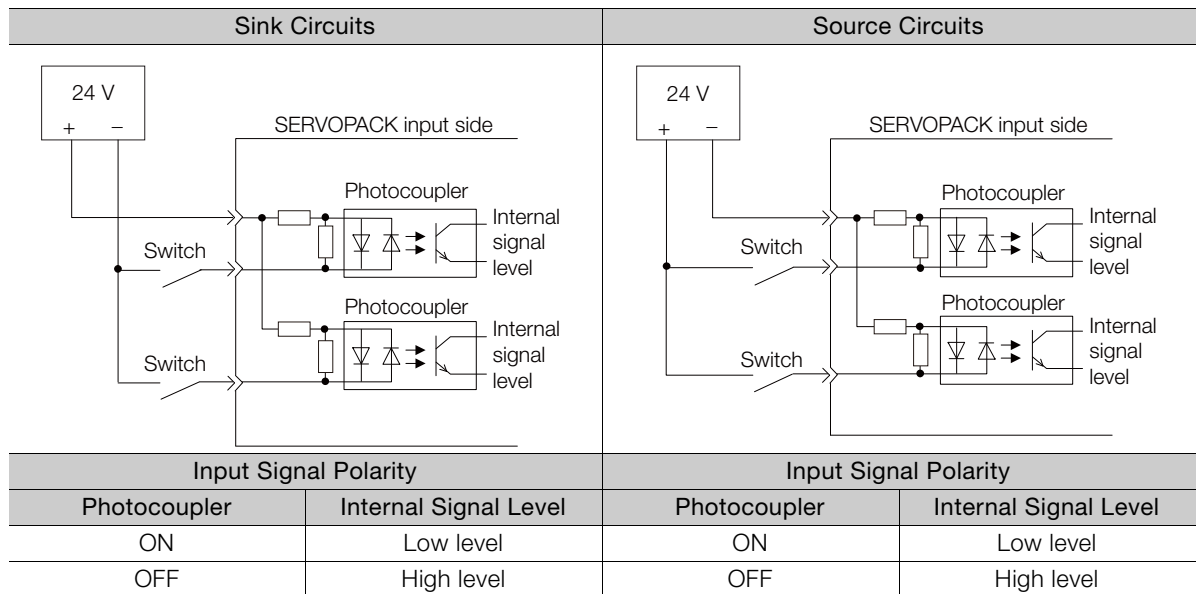 Sink Circuits
Source Circuits
24 V
+ −
SERVOPACK input side
Photocoupler
Internal
signal
level
Switch
Photocoupler
Internal
signal
level
Switch
24 V
+ −
SERVOPACK input side
Photocoupler
Internal
signal
level
Switch
Photocoupler
Internal
signal
level
Switch
Input Signal Polarity
Input Signal Polarity
Photocoupler Internal Signal Level Photocoupler Internal Signal Level
ON Low level ON Low level
OFF High level OFF High level